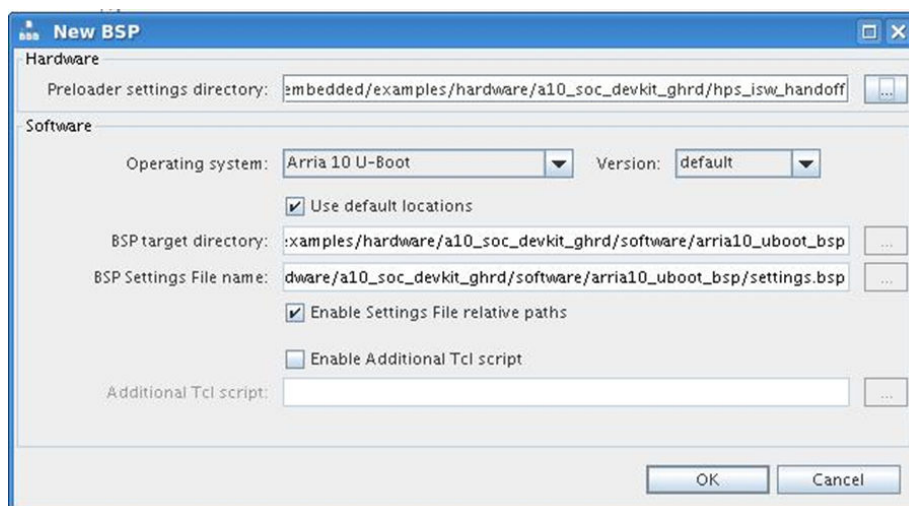 New BSP
Hardware
Preloader settings directory: embedded/examples/hardware/a10_soc_devkit_ghrd/hps_isw_handoff ...
Software
Operating system: Arria 10 U-Boot Version: default
Use default locations
BSP target directory: examples/hardware/a10_soc_devkit_ghrd/software/arria10_uboot_bsp ...
BSP Settings File name: dware/a10_soc_devkit_ghrd/software/arria10_uboot_bsp/settings.bsp ...
Enable Settings File relative paths
Enable Additional Tcl script
Additional Tcl script: ...
OK Cancel